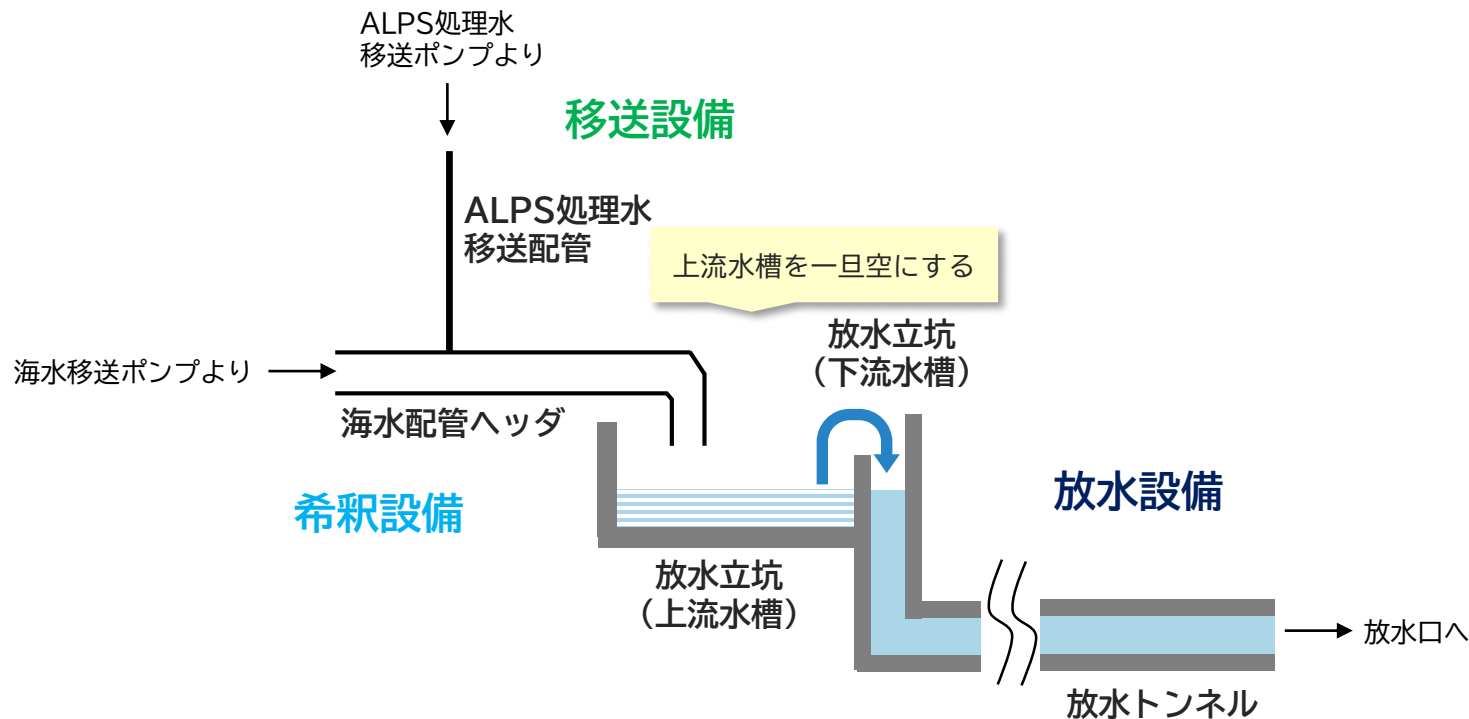 ALPS処理水
移送ポンプより
移送設備
ALPS処理水
移送配管
上流水槽を一旦空にする
放水立坑
（下流水槽）
海水移送ポンプより
海水配管ヘッダ
希釈設備
放水設備
放水立坑
（上流水槽）
放水口へ
放水トンネル